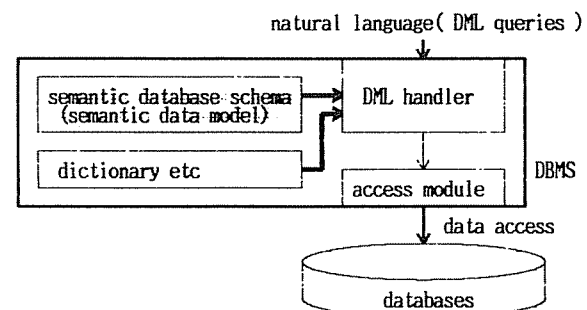 natural language( DML queries )
semantic database schema
(semantic data model)
DML handler
dictionary etc
access module
DBMS
data access
databases